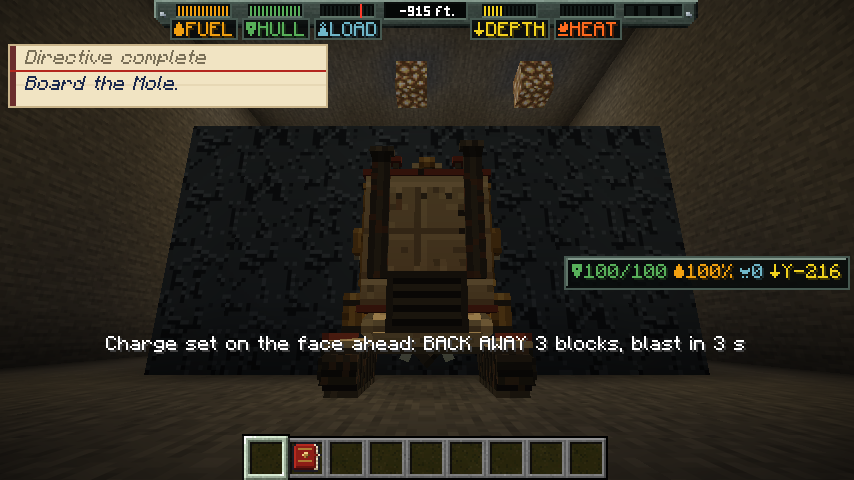 -915 ft.
FUEL HULL LOAD DEPTH HEAT
Directive complete
Board the Mole.
100/100 100% 0 Y-216
Charge set on the face ahead: BACK AWAY 3 blocks, blast in 3 s